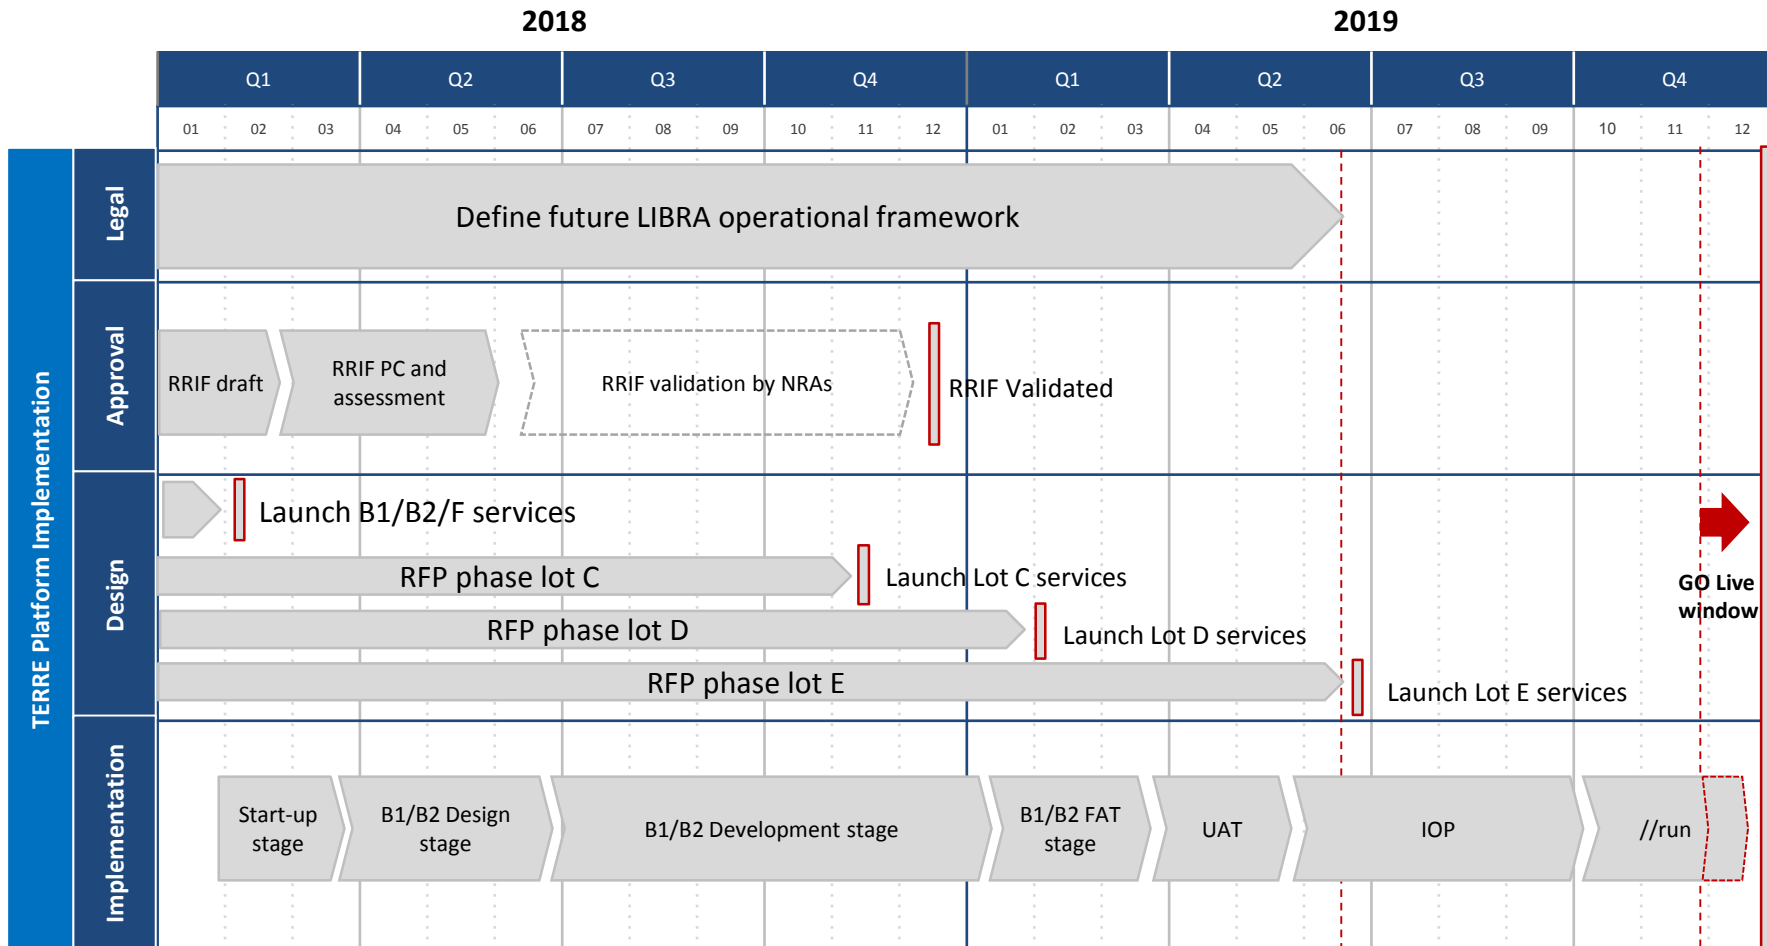 2018
2019
Q1 Q2 Q3 Q4 Q1 Q2 Q3 Q4
01 02 03 04 05 06 07 08 09 10 11 12 01 02 03 04 05 06 07 08 09 10 11 12
TERRE Platform Implementation
Legal
Define future LIBRA operational framework
Approval
RRIF draft
RRIF PC and
assessment
RRIF validation by NRAs
RRIF Validated
Design
Launch B1/B2/F services
RFP phase lot C
Launch Lot C services
RFP phase lot D
Launch Lot D services
RFP phase lot E
Launch Lot E services
GO Live
window
Implementation
Start-up
stage
B1/B2 Design
stage
B1/B2 Development stage
B1/B2 FAT
stage
UAT
IOP
//run